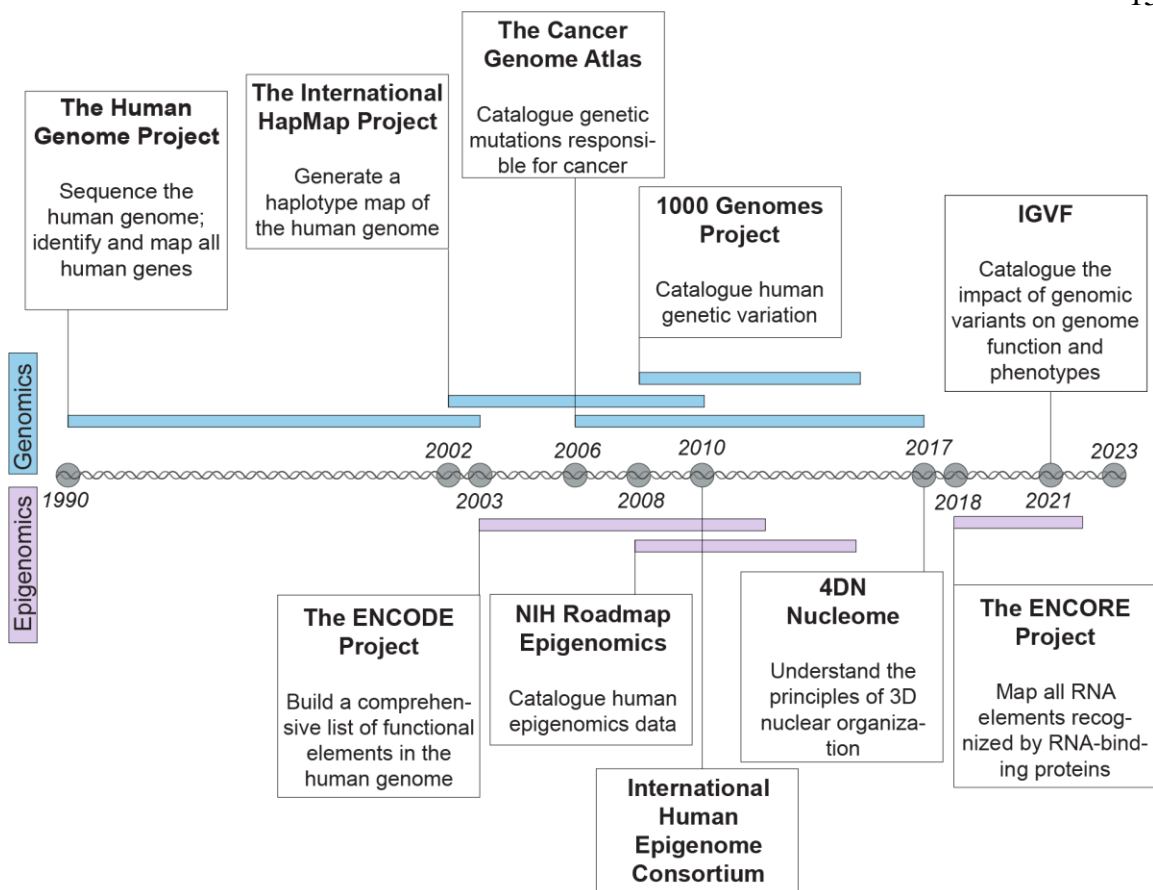 The Cancer
Genome Atlas
Catalogue genetic
mutations responsi-
ble for cancer
The International
HapMap Project
Generate a
haplotype map of
the human genome
The Human
Genome Project
Sequence the
human genome;
identify and map all
human genes
1000 Genomes
Project
Catalogue human
genetic variation
IGVF
Catalogue the
impact of genomic
variants on genome
function and
phenotypes
Genomics
2002
2006
2010
2017
2023
1990
2003
2008
2018
2021
Epigenomics
The ENCODE
Project
Build a comprehen-
sive list of functional
elements in the
human genome
NIH Roadmap
Epigenomics
Catalogue human
epigenomics data
International
Human
Epigenome
Consortium
4DN
Nucleome
Understand the
principles of 3D
nuclear organiza-
tion
The ENCORE
Project
Map all RNA
elements recog-
nized by RNA-bind-
ing proteins